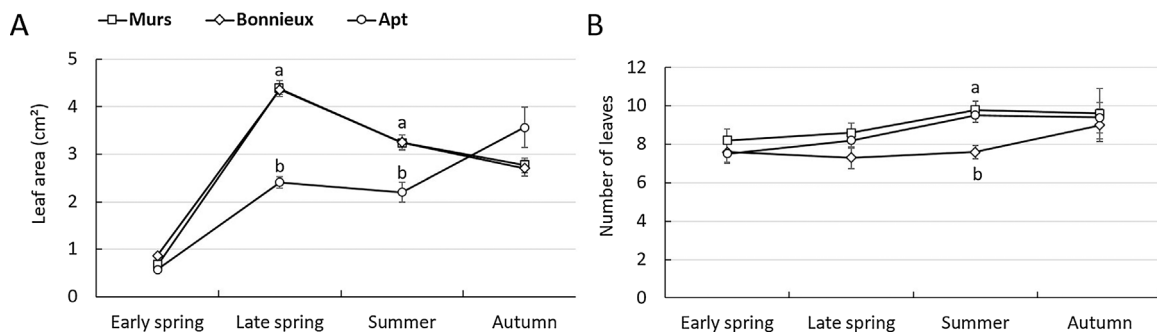 Murs Bonnieux Apt
A
Leaf area (cm²)
5
4
3
2
1
0
a
a
b
b
Early spring Late spring Summer Autumn
B
Number of leaves
12
10
8
6
4
2
0
a
b
Early spring Late spring Summer Autumn